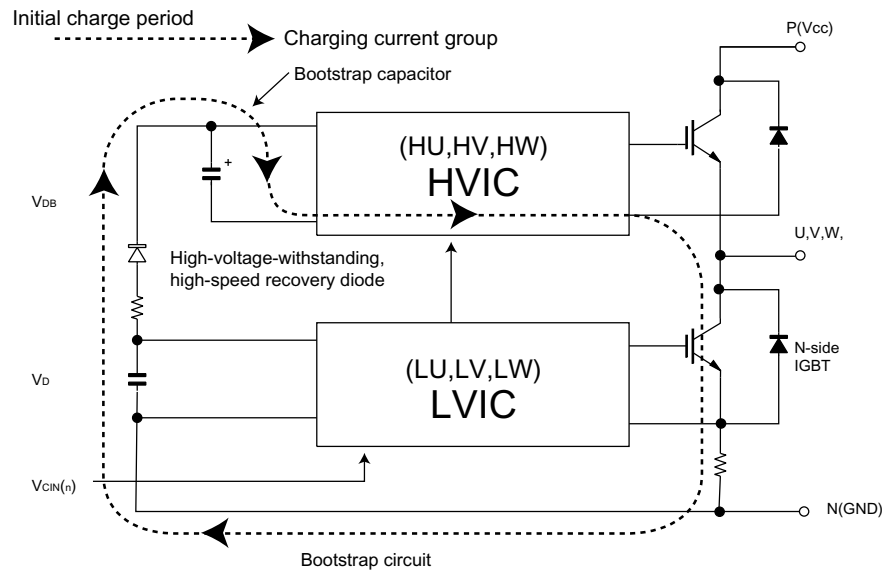 Initial charge period
Charging current group
Bootstrap capacitor
P(Vcc)
+
(HU,HV,HW)
HVIC
VDB
U,V,W,
High-voltage-withstanding,
high-speed recovery diode
N-side
IGBT
(LU,LV,LW)
LVIC
VD
VCIN(n)
N(GND)
Bootstrap circuit